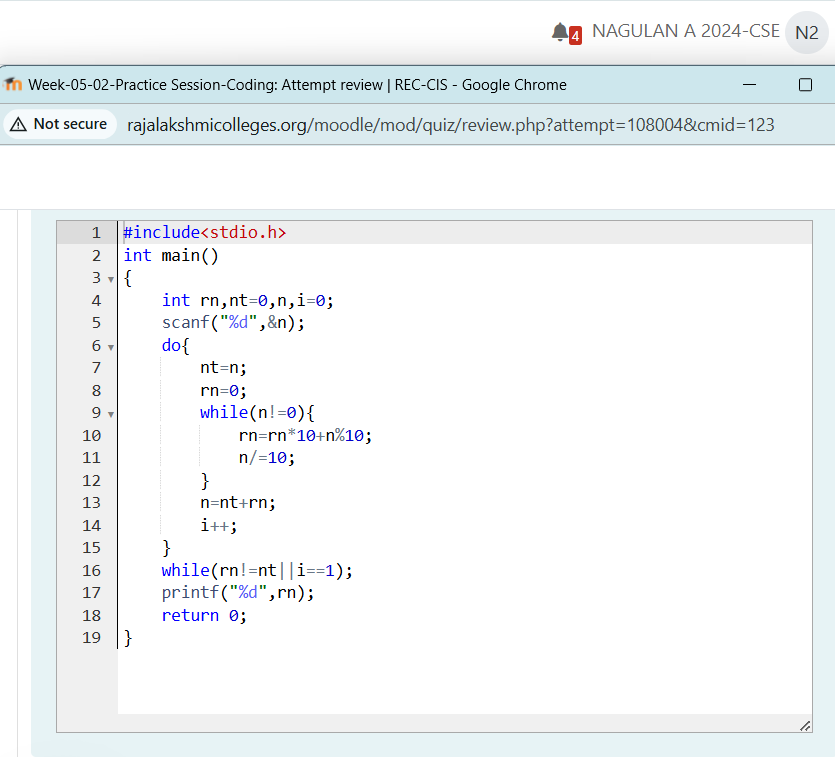 4 NAGULAN A 2024-CSE N2
Week-05-02-Practice Session-Coding: Attempt review | REC-CIS - Google Chrome
Not secure rajalakshmicolleges.org/moodle/mod/quiz/review.php?attempt=108004&cmid=123
1 #include<stdio.h>
2 int main()
3 {
4     int rn,nt=0,n,i=0;
5     scanf("%d",&n);
6     do{
7         nt=n;
8         rn=0;
9         while(n!=0){
10             rn=rn*10+n%10;
11             n/=10;
12         }
13         n=nt+rn;
14         i++;
15     }
16     while(rn!=nt||i==1);
17     printf("%d",rn);
18     return 0;
19 }